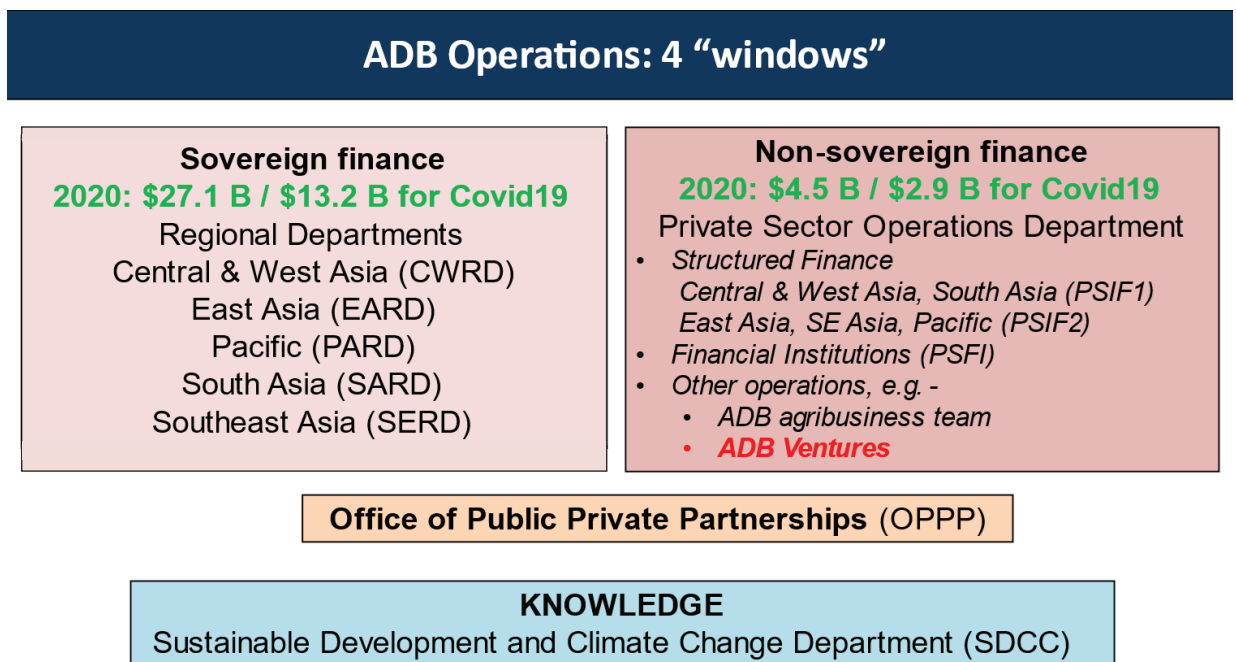 ADB Operations: 4 “windows”
Sovereign finance
2020: $27.1 B / $13.2 B for Covid19
Regional Departments
Central & West Asia (CWRD)
East Asia (EARD)
Pacific (PARD)
South Asia (SARD)
Southeast Asia (SERD)
Non-sovereign finance
2020: $4.5 B / $2.9 B for Covid19
Private Sector Operations Department
• Structured Finance
Central & West Asia, South Asia (PSIF1)
East Asia, SE Asia, Pacific (PSIF2)
• Financial Institutions (PSFI)
• Other operations, e.g. -
• ADB agribusiness team
• ADB Ventures
Office of Public Private Partnerships (OPPP)
KNOWLEDGE
Sustainable Development and Climate Change Department (SDCC)